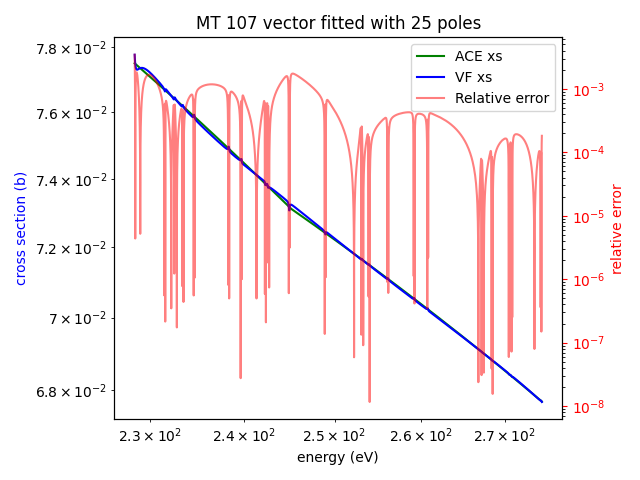 MT 107 vector fitted with 25 poles
ACE xs
VF xs
Relative error
cross section (b)
7.8 × 10⁻²
7.6 × 10⁻²
7.4 × 10⁻²
7.2 × 10⁻²
7 × 10⁻²
6.8 × 10⁻²
10⁻³
10⁻⁴
10⁻⁵
10⁻⁶
10⁻⁷
10⁻⁸
relative error
2.3 × 10² 2.4 × 10² 2.5 × 10² 2.6 × 10² 2.7 × 10²
energy (eV)